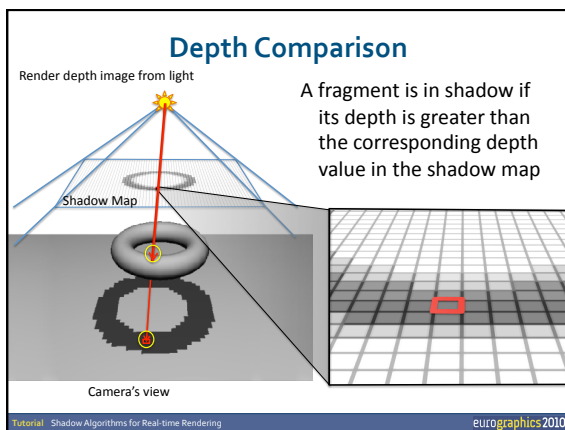 Depth Comparison
Render depth image from light
A fragment is in shadow if
its depth is greater than
the corresponding depth
value in the shadow map
Shadow Map
Camera's view
Tutorial Shadow Algorithms for Real-time Rendering
eurographics2010